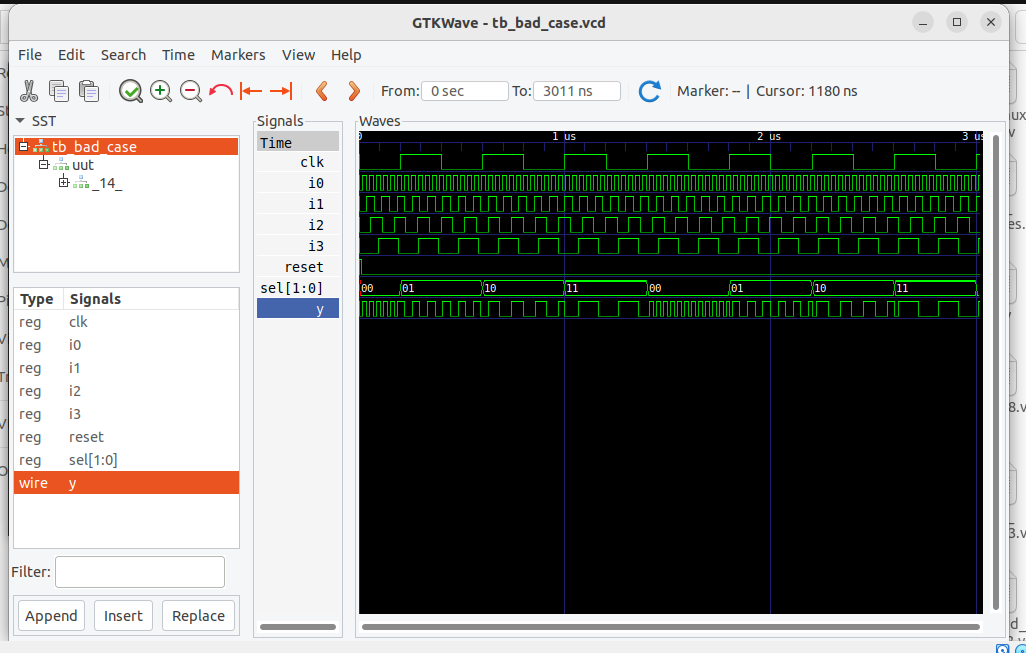 GTKWave - tb_bad_case.vcd
File Edit Search Time Markers View Help
From: 0 sec To: 3011 ns Marker: -- | Cursor: 1180 ns
SST
tb_bad_case
uut
_14_
Type Signals
reg clk
reg i0
reg i1
reg i2
reg i3
reg reset
reg sel[1:0]
wire y
Filter:
Append Insert Replace
Signals
Time
clk
i0
i1
i2
i3
reset
sel[1:0]
y
Waves
0 1 us 2 us 3 us
00 01 10 11 00 01 10 11